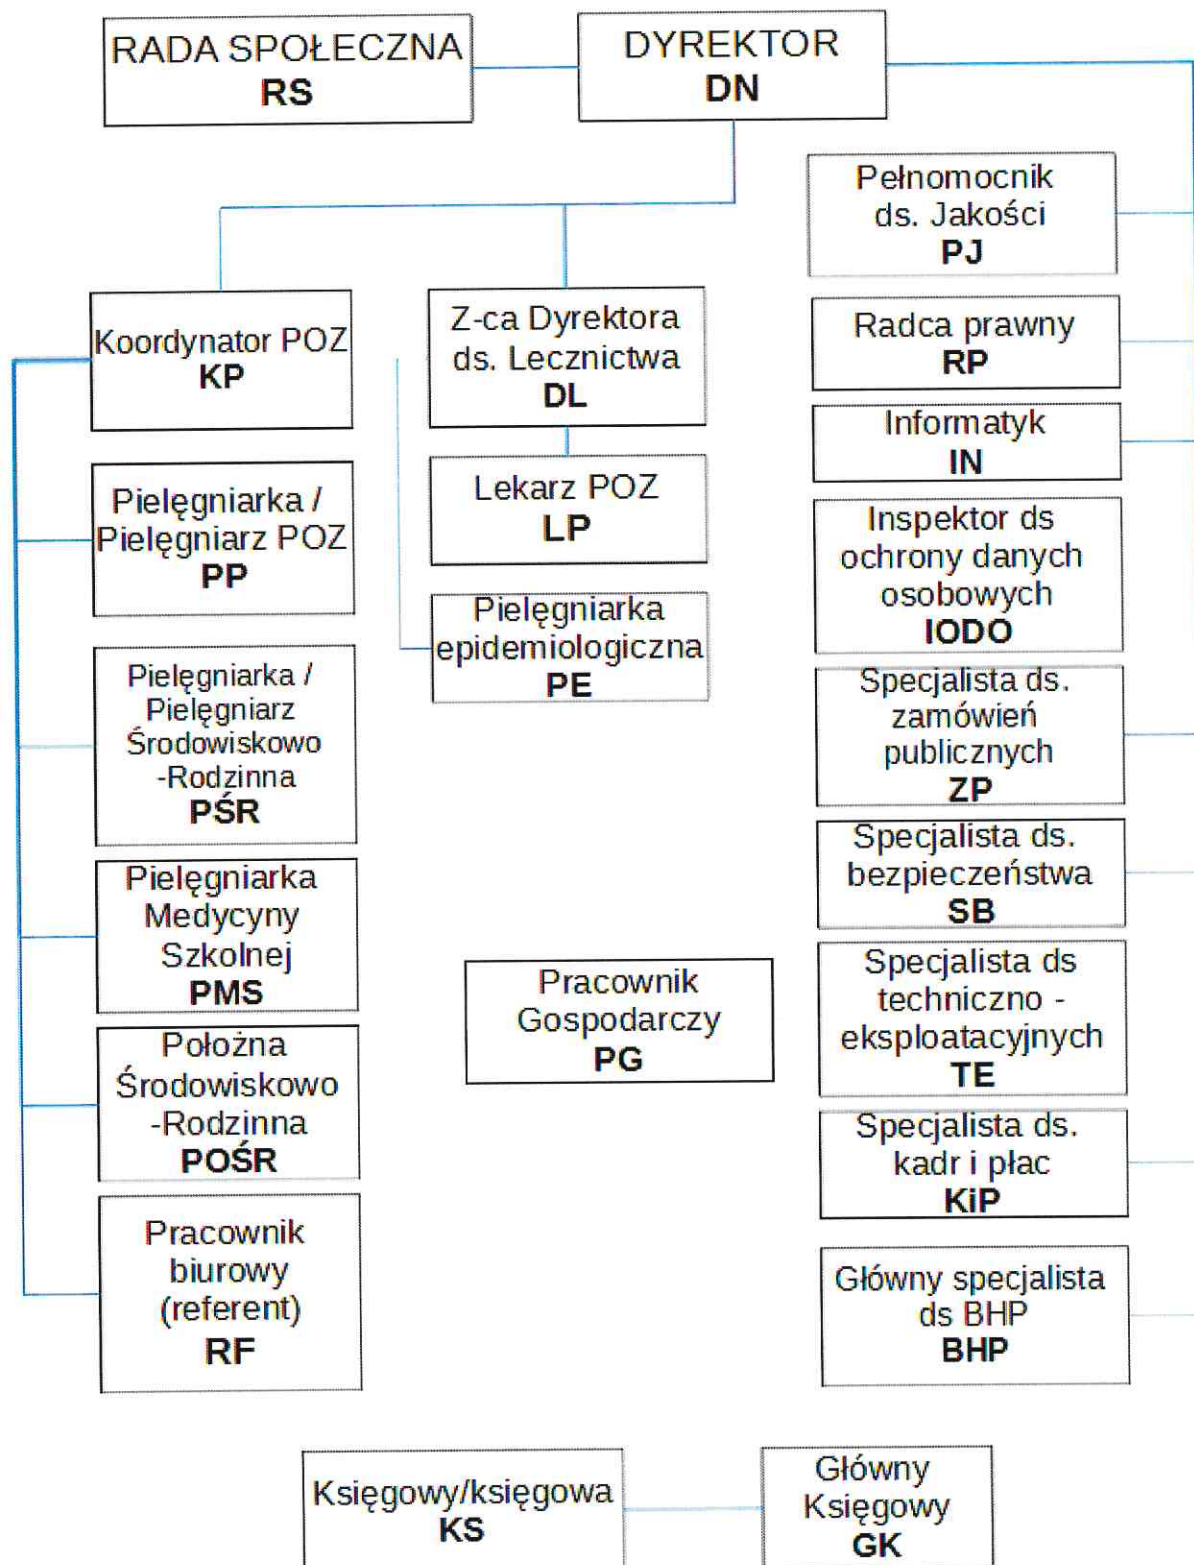 RADA SPOŁECZNA
RS
DYREKTOR
DN
Pełnomocnik
ds. Jakości
PJ
Koordynator POZ
KP
Z-ca Dyrektora
ds. Lecznictwa
DL
Radca prawny
RP
Informatyk
IN
Pielęgniarka /
Pielęgniarz POZ
PP
Lekarz POZ
LP
Inspektor ds
ochrony danych
osobowych
IODO
Pielęgniarka
epidemiologiczna
PE
Pielęgniarka /
Pielęgniarz
Środowiskowo
-Rodzinna
PŚR
Specjalista ds.
zamówień
publicznych
ZP
Specjalista ds.
bezpieczeństwa
SB
Pielęgniarka
Medycyny
Szkolnej
PMS
Pracownik
Gospodarczy
PG
Specjalista ds
techniczno -
eksploatacyjnych
TE
Położna
Środowiskowo
-Rodzinna
POŚR
Specjalista ds.
kadr i płac
KiP
Pracownik
biurowy
(referent)
RF
Główny specjalista
ds BHP
BHP
Księgowy/księgowa
KS
Główny
Księgowy
GK